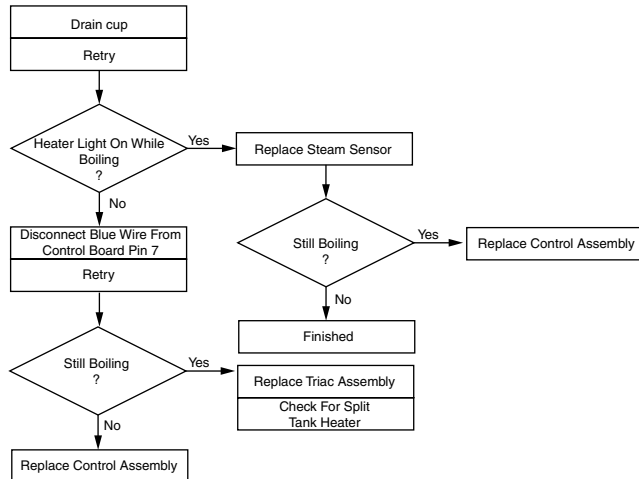 Drain cup
Retry
Heater Light On While
Boiling
?
Yes
Replace Steam Sensor
No
Disconnect Blue Wire From
Control Board Pin 7
Retry
Still Boiling
?
Yes
Replace Control Assembly
No
Finished
Still Boiling
?
Yes
Replace Triac Assembly
Check For Split
Tank Heater
No
Replace Control Assembly